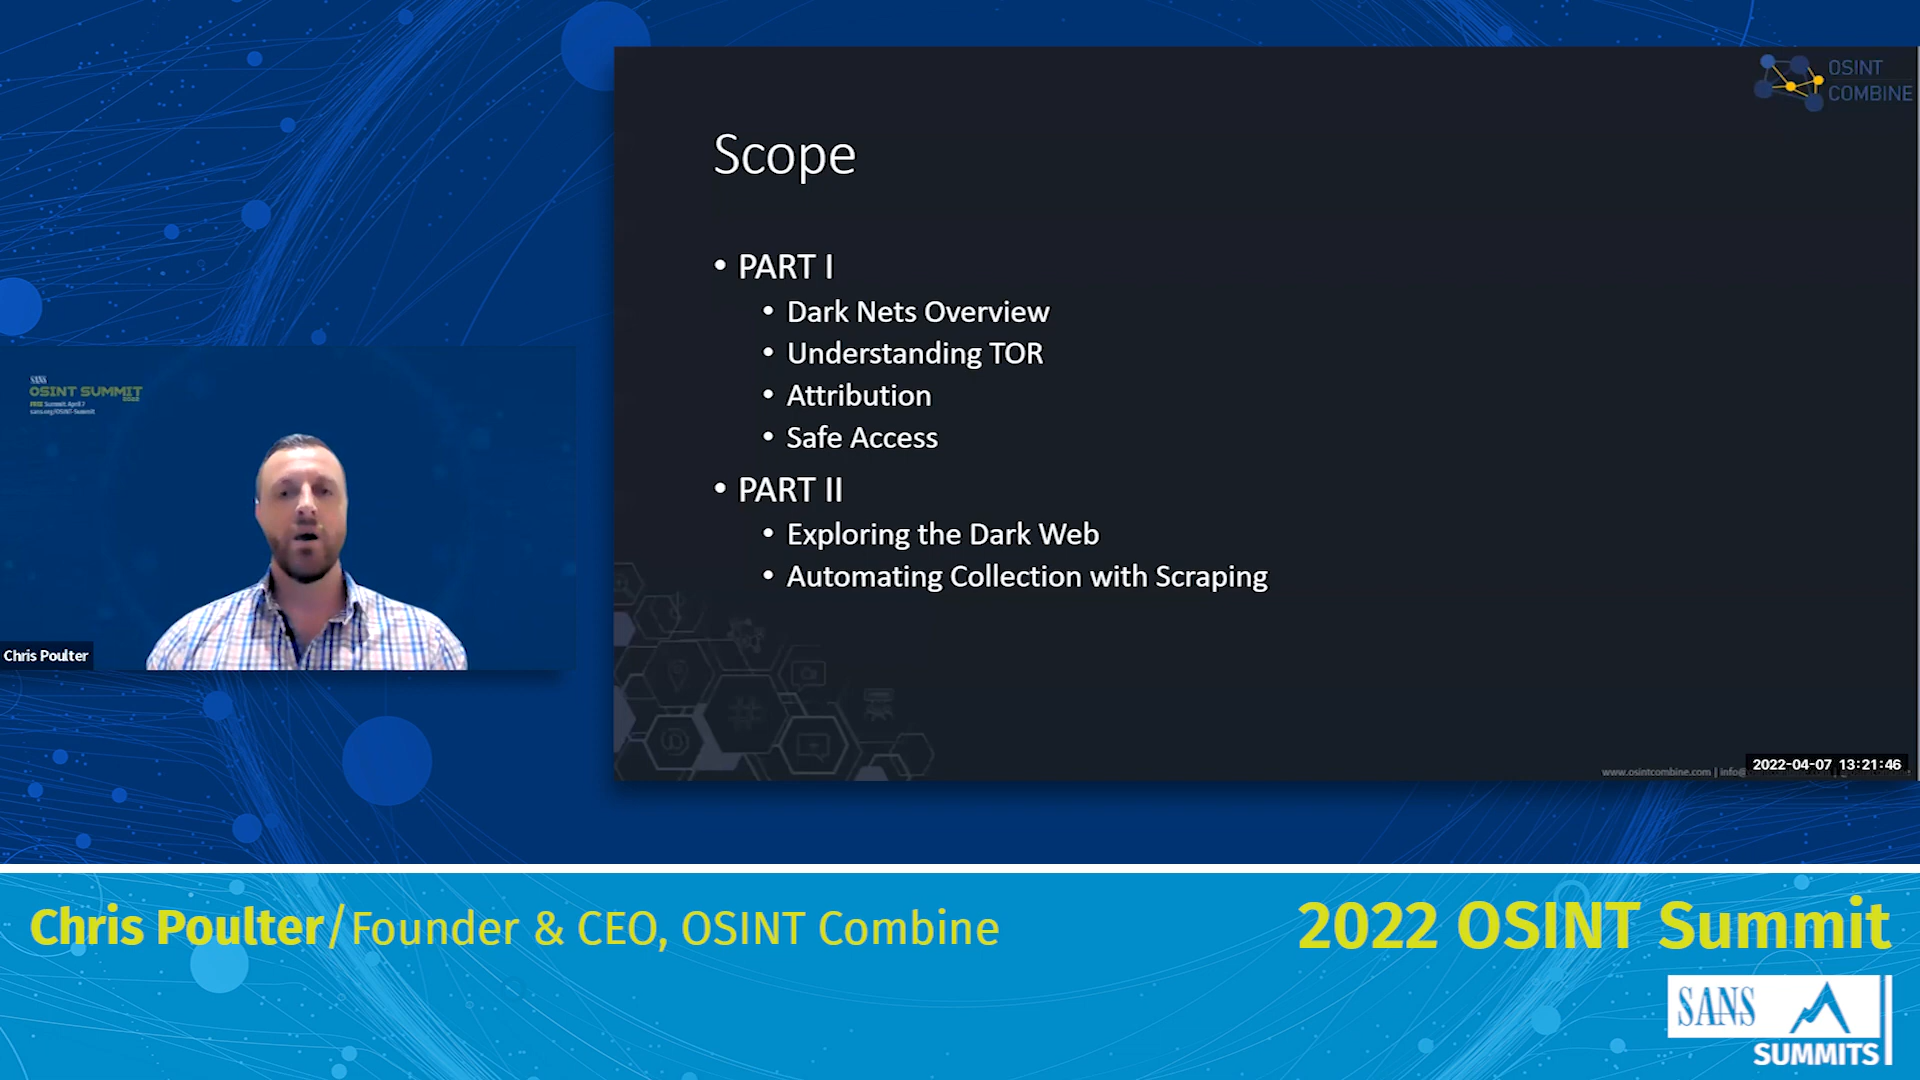 OSINT
COMBINE
Scope
• PART I
• Dark Nets Overview
• Understanding TOR
• Attribution
• Safe Access
• PART II
• Exploring the Dark Web
• Automating Collection with Scraping
SANS
OSINT SUMMIT
2022
FREE Summit April 7
sans.org/OSINT-Summit
Chris Poulter
www.osintcombine.com | info@
2022-04-07 13:21:46
Chris Poulter/Founder & CEO, OSINT Combine
2022 OSINT Summit
SANS
SUMMITS